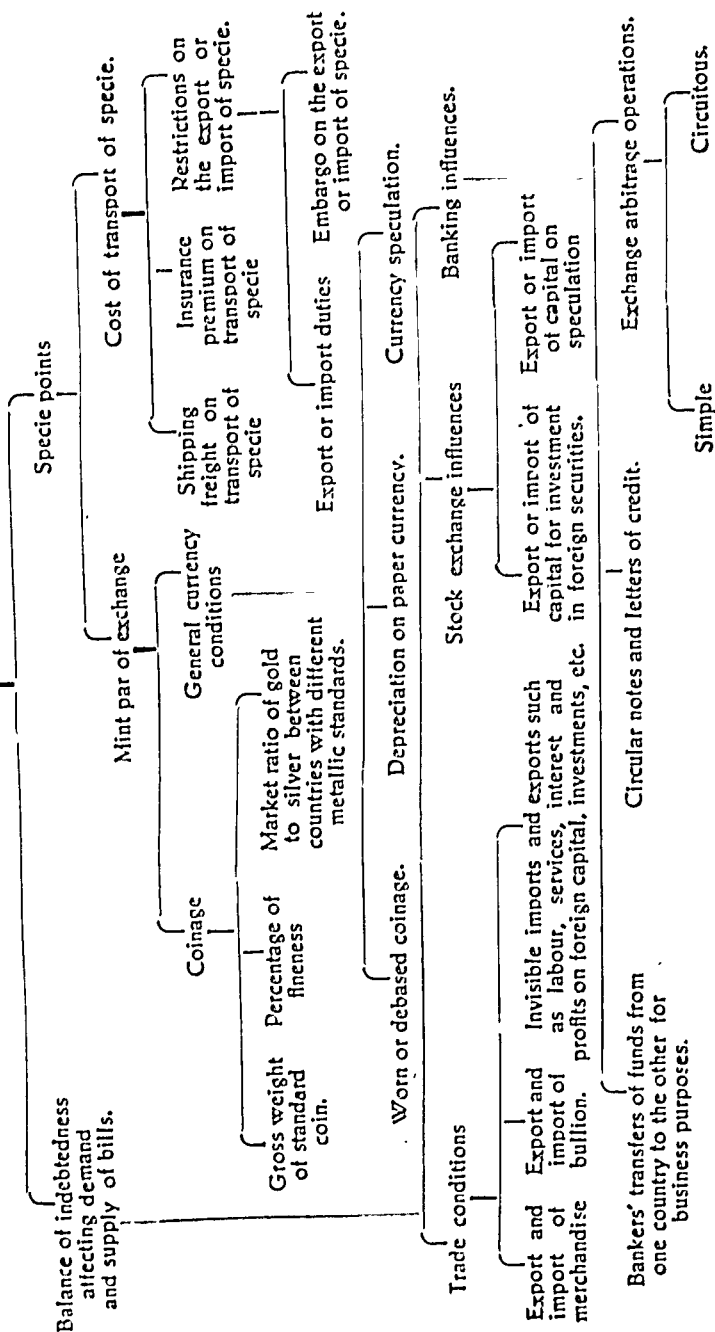 Balance of indebtedness
affecting demand
and supply of bills.
Specie points
Mint par of exchange
Cost of transport of specie.
Coinage
General currency
conditions
Shipping
freight on
transport of
specie
Insurance
premium on
transport of
specie
Restrictions on
the export or
import of specie.
Gross weight
of standard
coin.
Percentage of
fineness
Market ratio of gold
to silver between
countries with different
metallic standards.
Export or import duties
Embargo on the export
or import of specie.
Worn or debased coinage.
Depreciation on paper currency.
Currency speculation.
Trade conditions
Stock exchange influences
Banking influences.
Export and
import of
merchandise
Export and
import of
bullion.
Invisible imports and exports such
as labour, services, interest and
profits on foreign capital, investments, etc.
Export or import of
capital for investment
in foreign securities.
Export or import
of capital on
speculation
Bankers' transfers of funds from
one country to the other for
business purposes.
Circular notes and letters of credit.
Exchange arbitrage operations.
Simple
Circuitous.